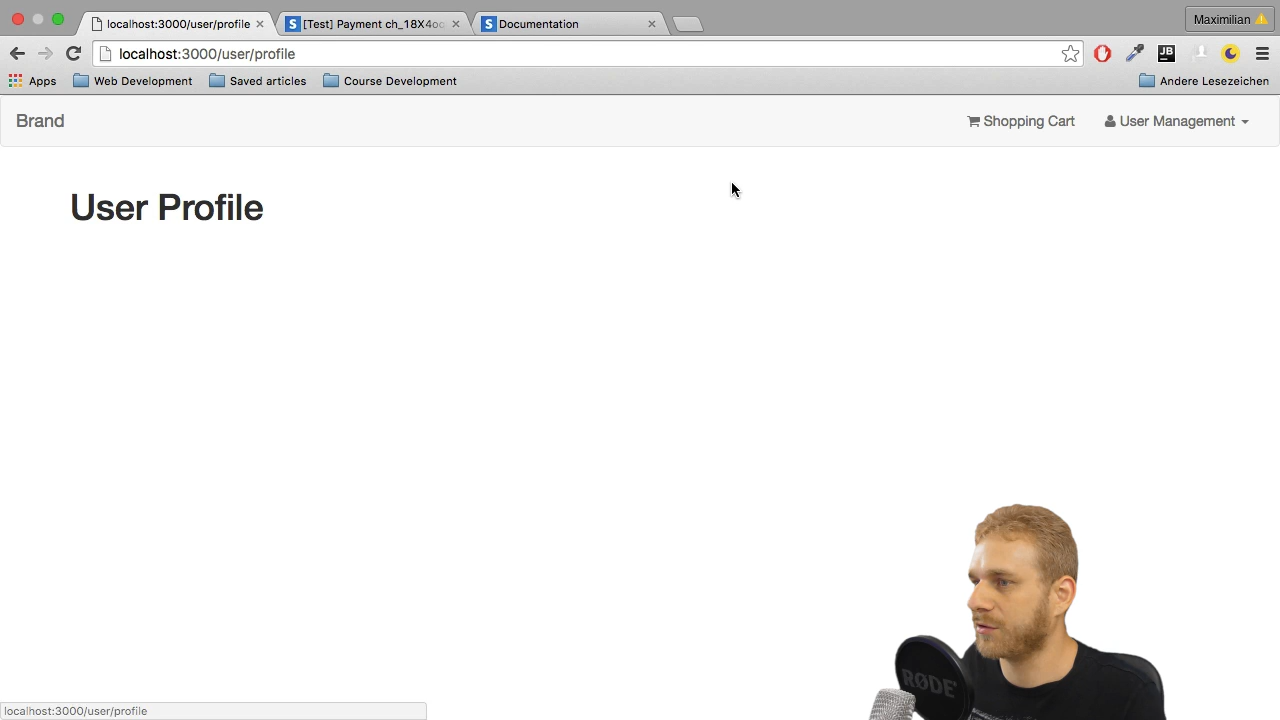 localhost:3000/user/profile
[Test] Payment ch_18X4oc
Documentation
Maximilian
localhost:3000/user/profile
Apps
Web Development
Saved articles
Course Development
Andere Lesezeichen
Brand
Shopping Cart
User Management
User Profile
RØDE
localhost:3000/user/profile